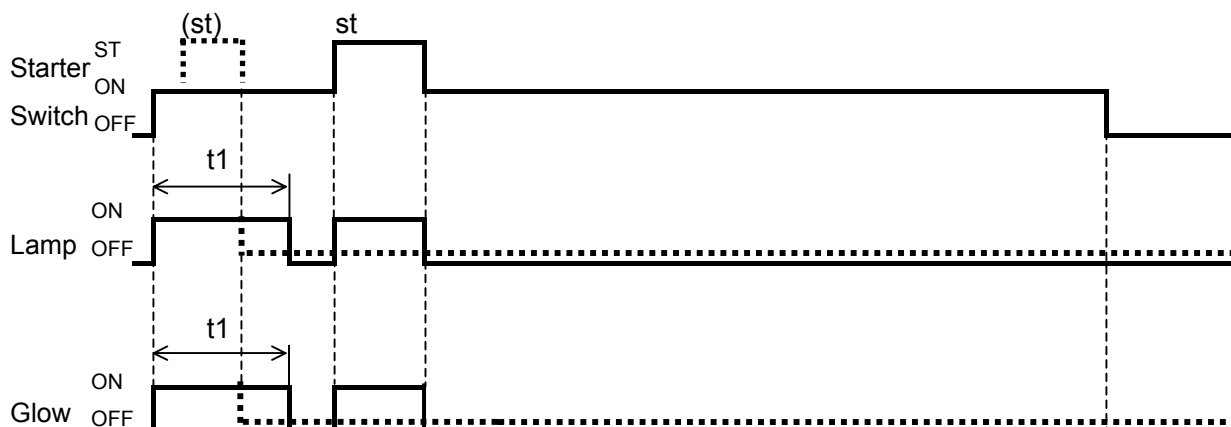 (st) st
ST
Starter
ON
Switch
OFF
t1
ON
Lamp
OFF
t1
ON
Glow
OFF